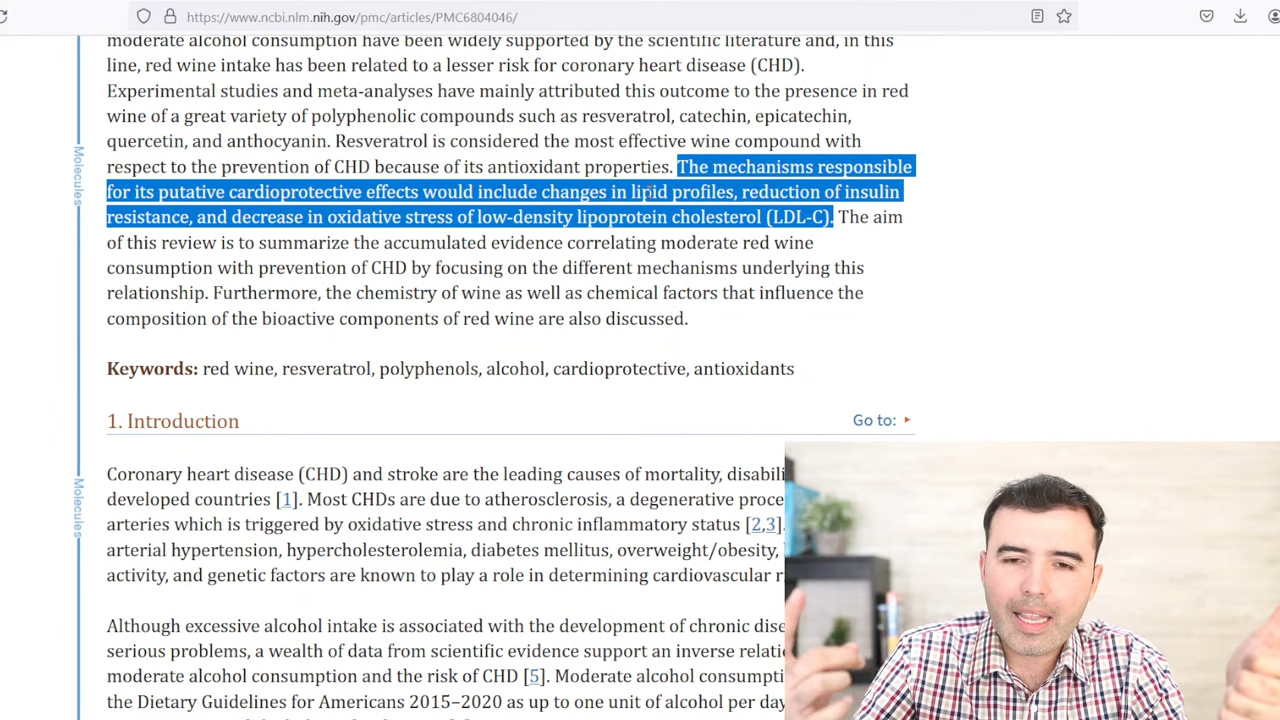 https://www.ncbi.nlm.nih.gov/pmc/articles/PMC6804046/
moderate alcohol consumption have been widely supported by the scientific literature and, in this
line, red wine intake has been related to a lesser risk for coronary heart disease (CHD).
Experimental studies and meta-analyses have mainly attributed this outcome to the presence in red
wine of a great variety of polyphenolic compounds such as resveratrol, catechin, epicatechin,
quercetin, and anthocyanin. Resveratrol is considered the most effective wine compound with
respect to the prevention of CHD because of its antioxidant properties. The mechanisms responsible
for its putative cardioprotective effects would include changes in lipid profiles, reduction of insulin
resistance, and decrease in oxidative stress of low-density lipoprotein cholesterol (LDL-C). The aim
of this review is to summarize the accumulated evidence correlating moderate red wine
consumption with prevention of CHD by focusing on the different mechanisms underlying this
relationship. Furthermore, the chemistry of wine as well as chemical factors that influence the
composition of the bioactive components of red wine are also discussed.
Keywords: red wine, resveratrol, polyphenols, alcohol, cardioprotective, antioxidants
1. Introduction
Go to:
Coronary heart disease (CHD) and stroke are the leading causes of mortality, disabili
developed countries [1]. Most CHDs are due to atherosclerosis, a degenerative proce
arteries which is triggered by oxidative stress and chronic inflammatory status [2,3].
arterial hypertension, hypercholesterolemia, diabetes mellitus, overweight/obesity,
activity, and genetic factors are known to play a role in determining cardiovascular r
Although excessive alcohol intake is associated with the development of chronic dise
serious problems, a wealth of data from scientific evidence support an inverse relati
moderate alcohol consumption and the risk of CHD [5]. Moderate alcohol consumpti
the Dietary Guidelines for Americans 2015–2020 as up to one unit of alcohol per day
Molecules
Molecules